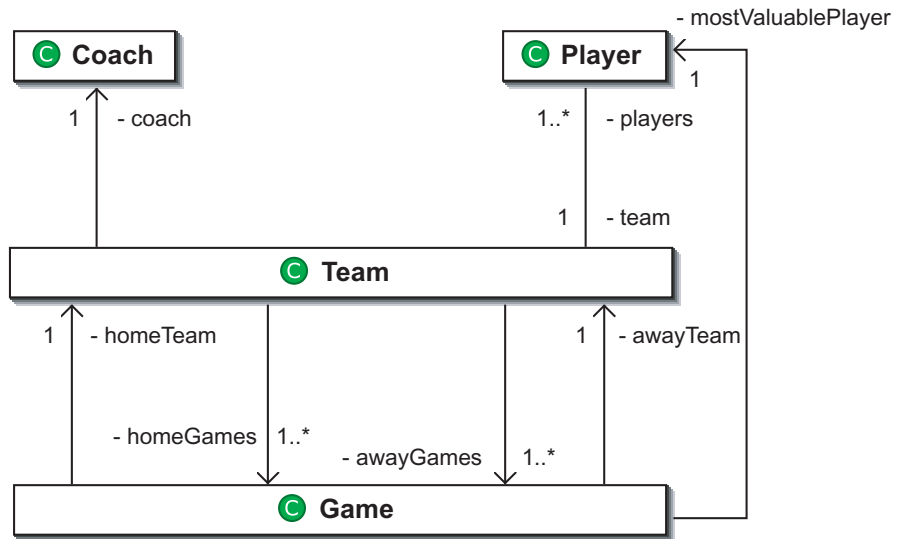 - mostValuablePlayer
C Coach
C Player
1
1 - coach
1..* - players
1 - team
C Team
1 - homeTeam
1 - awayTeam
- homeGames 1..*
- awayGames 1..*
C Game